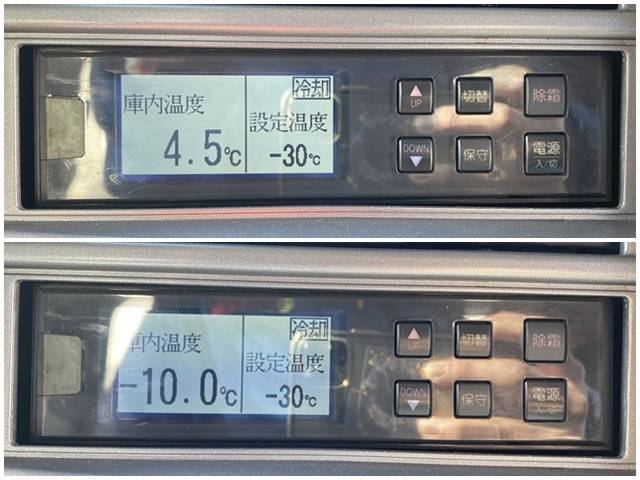 冷却
庫内温度
設定温度
4.5℃
-30℃
UP
切替
除霜
DOWN
保守
電源
入/切
冷却
庫内温度
設定温度
-10.0℃
-30℃
UP
切替
除霜
DOWN
保守
電源